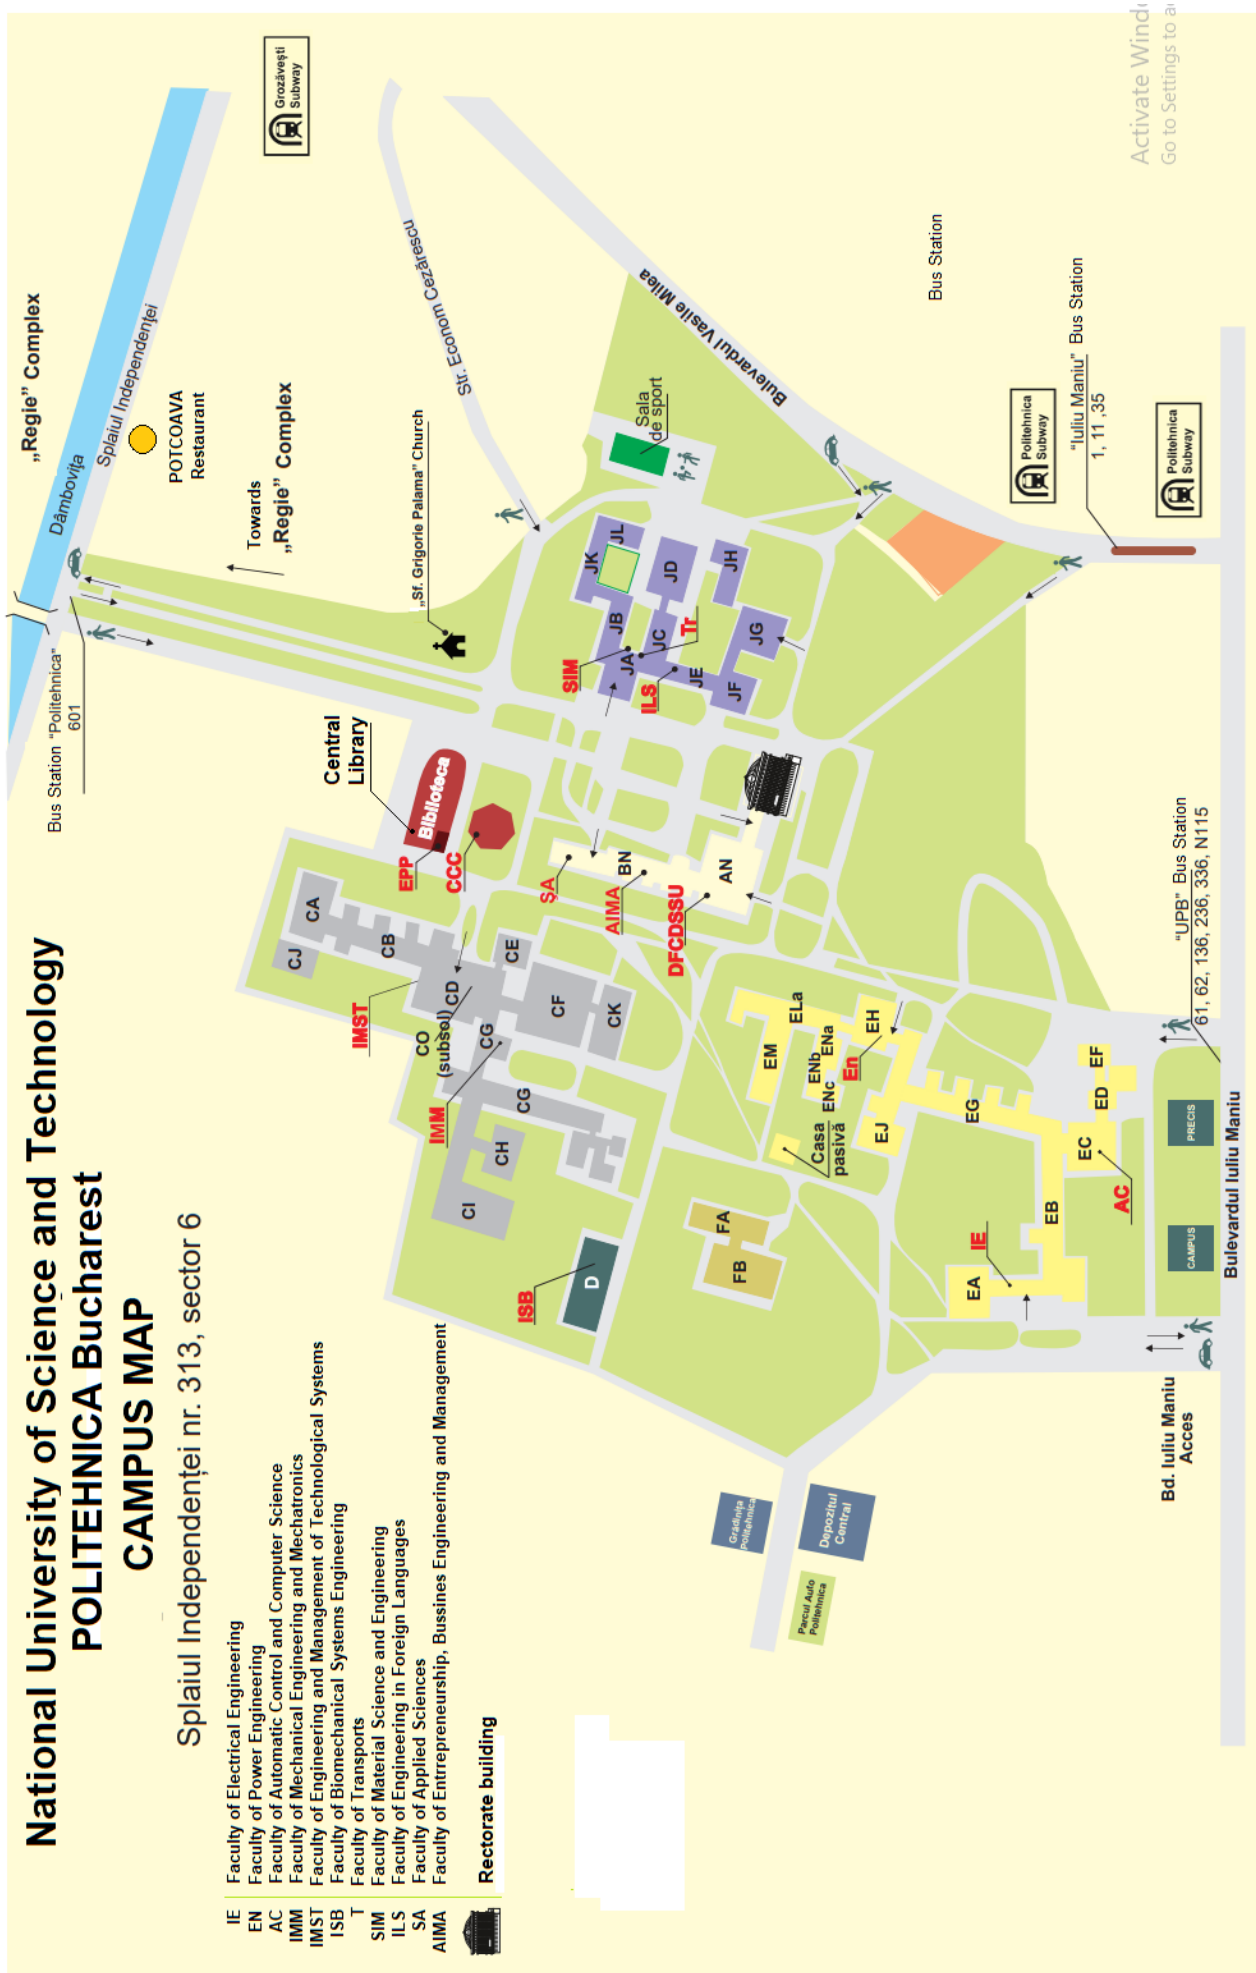 National University of Science and Technology
POLITEHNICA Bucharest
CAMPUS MAP
Splaiul Independenței nr. 313, sector 6
IE Faculty of Electrical Engineering
EN Faculty of Power Engineering
AC Faculty of Automatic Control and Computer Science
IMM Faculty of Mechanical Engineering and Mechatronics
IMST Faculty of Engineering and Management of Technological Systems
ISB Faculty of Biomechanical Systems Engineering
T Faculty of Transports
SIM Faculty of Material Science and Engineering
ILS Faculty of Engineering in Foreign Languages
SA Faculty of Applied Sciences
AIMA Faculty of Entrrepreneurship, Bussines Engineering and Management
Rectorate building
„Regie” Complex
Dâmbovița
Splaiul Independenței
Grozăvești
Subway
POTCOAVA
Restaurant
Towards
„Regie” Complex
Bus Station "Politehnica"
601
„Sf. Grigorie Palama” Church
Str. Econom Cezărescu
Bulevardul Vasile Milea
Central
Library
Biblioteca
EPP
CCC
CJ
CA
CB
IMST
CO
(subsol)
CD
CE
CG
CF
CK
IMM
CG
CH
CI
ISB
D
ŞA
BN
AIMA
AN
DFCDSSU
SIM
ILS
Tr
JK
JL
JB
JA
JC
JD
JE
JH
JF
JG
Sala
de sport
Bus Station
"Iuliu Maniu" Bus Station
1, 11 ,35
Politehnica
Subway
Politehnica
Subway
EM
ELa
ENb
ENa
ENc
En
EH
Casa
pasivă
EJ
EG
FA
FB
EA
IE
EB
EC
ED
EF
AC
PRECIS
CAMPUS
"UPB" Bus Station
61, 62, 136, 236, 336, N115
Bulevardul Iuliu Maniu
Bd. Iuliu Maniu
Acces
Grădinița
Politehnica
Depozitul
Central
Parcul Auto
Politehnica
Activate Wind
Go to Settings to a